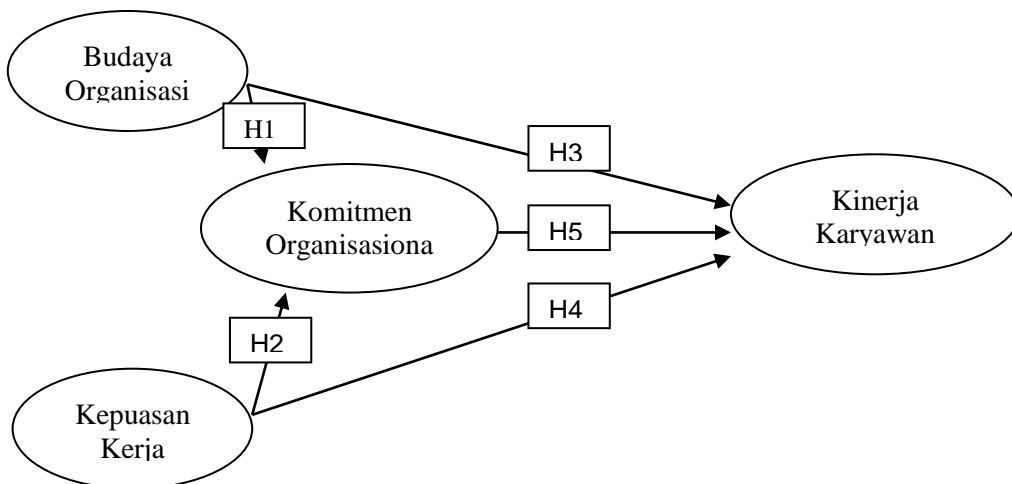 Budaya
Organisasi
H1
H3
Komitmen
Organisasiona
H5
Kinerja
Karyawan
H4
H2
Kepuasan
Kerja